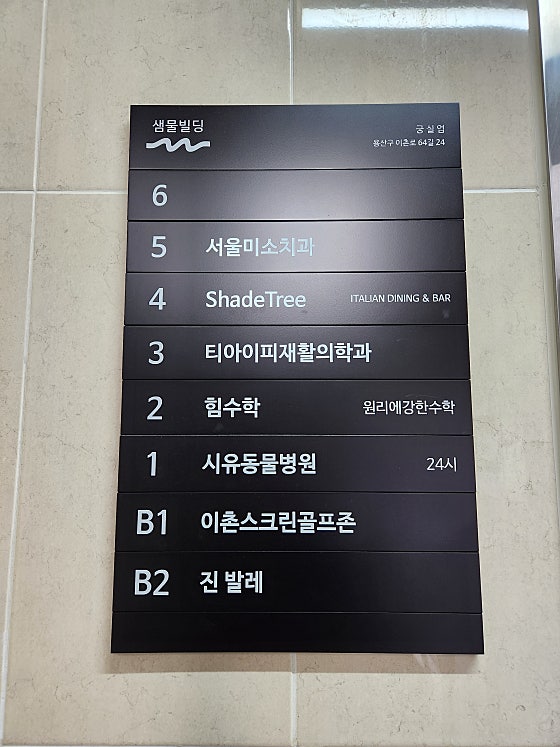 샘물빌딩
궁 실 업
용산구 이촌로 64길 24
6
5 서울미소치과
4 ShadeTree ITALIAN DINING & BAR
3 티아이피재활의학과
2 힘수학 원리에강한수학
1 시유동물병원 24시
B1 이촌스크린골프존
B2 진 발레